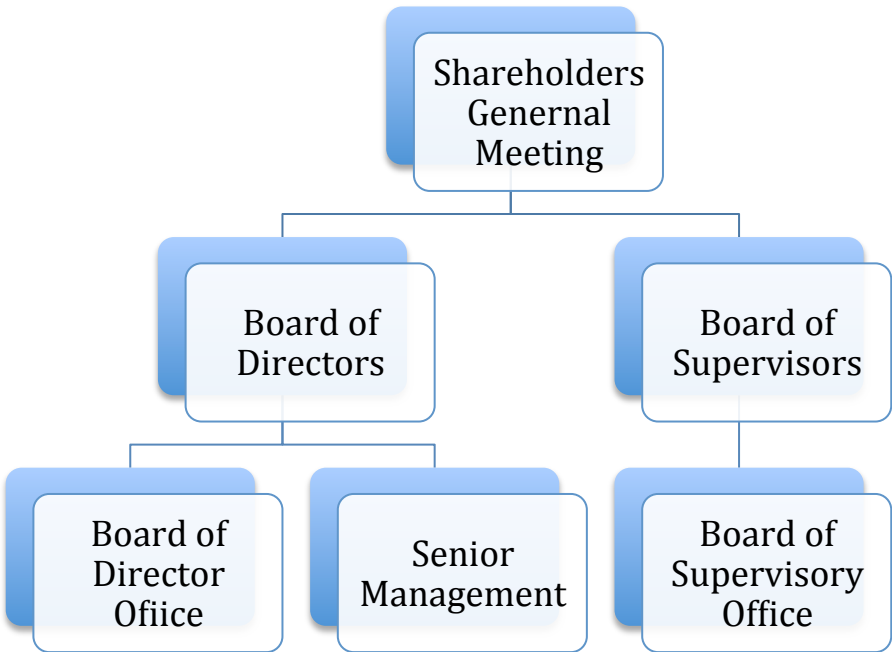 Shareholders
Genernal
Meeting
Board of
Directors
Board of
Supervisors
Board of
Director
Ofiice
Senior
Management
Board of
Supervisory
Office